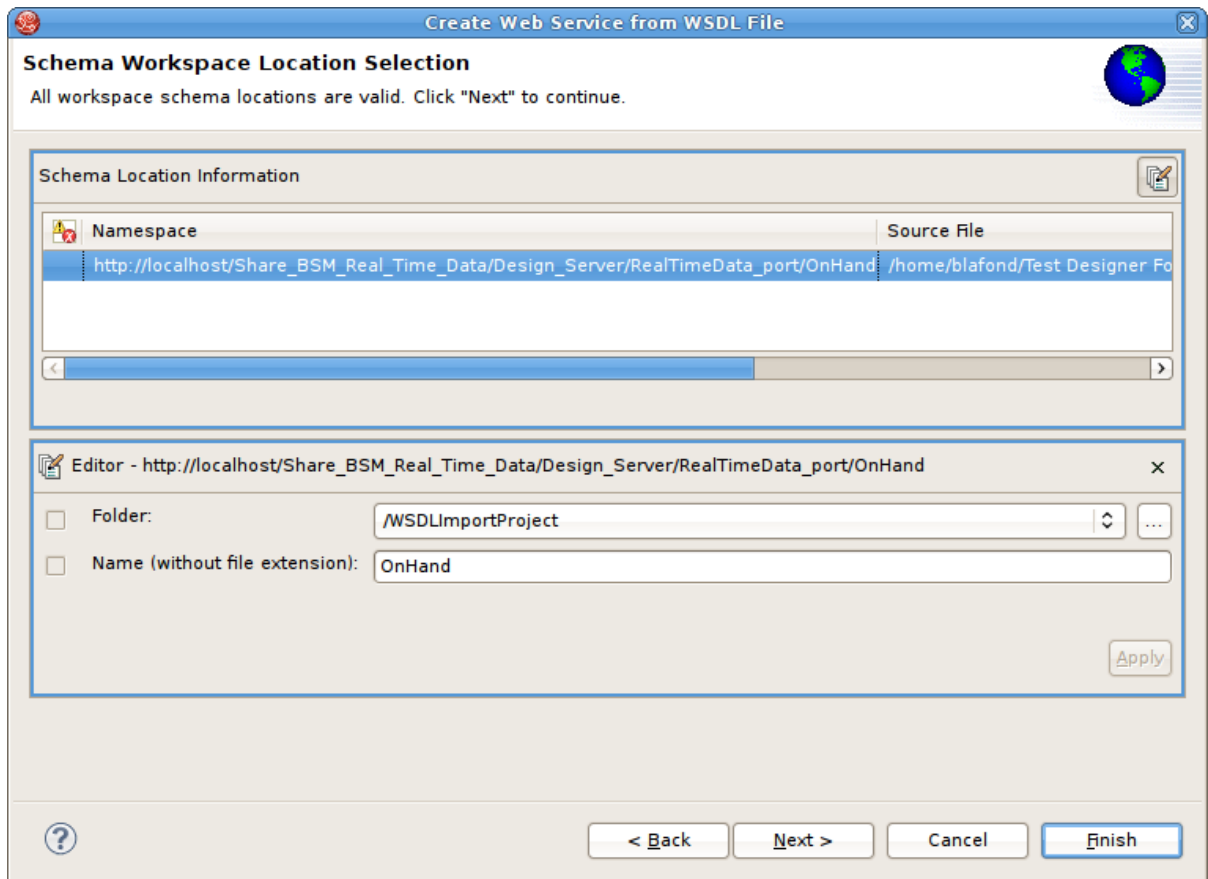 Create Web Service from WSDL File
Schema Workspace Location Selection
All workspace schema locations are valid. Click "Next" to continue.
Schema Location Information
Namespace Source File
http://localhost/Share_BSM_Real_Time_Data/Design_Server/RealTimeData_port/OnHand /home/blafond/Test Designer Fo
Editor - http://localhost/Share_BSM_Real_Time_Data/Design_Server/RealTimeData_port/OnHand
Folder: /WSDLImportProject ...
Name (without file extension): OnHand
Apply
< Back Next > Cancel Finish